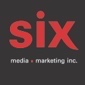 six
media + marketing inc.